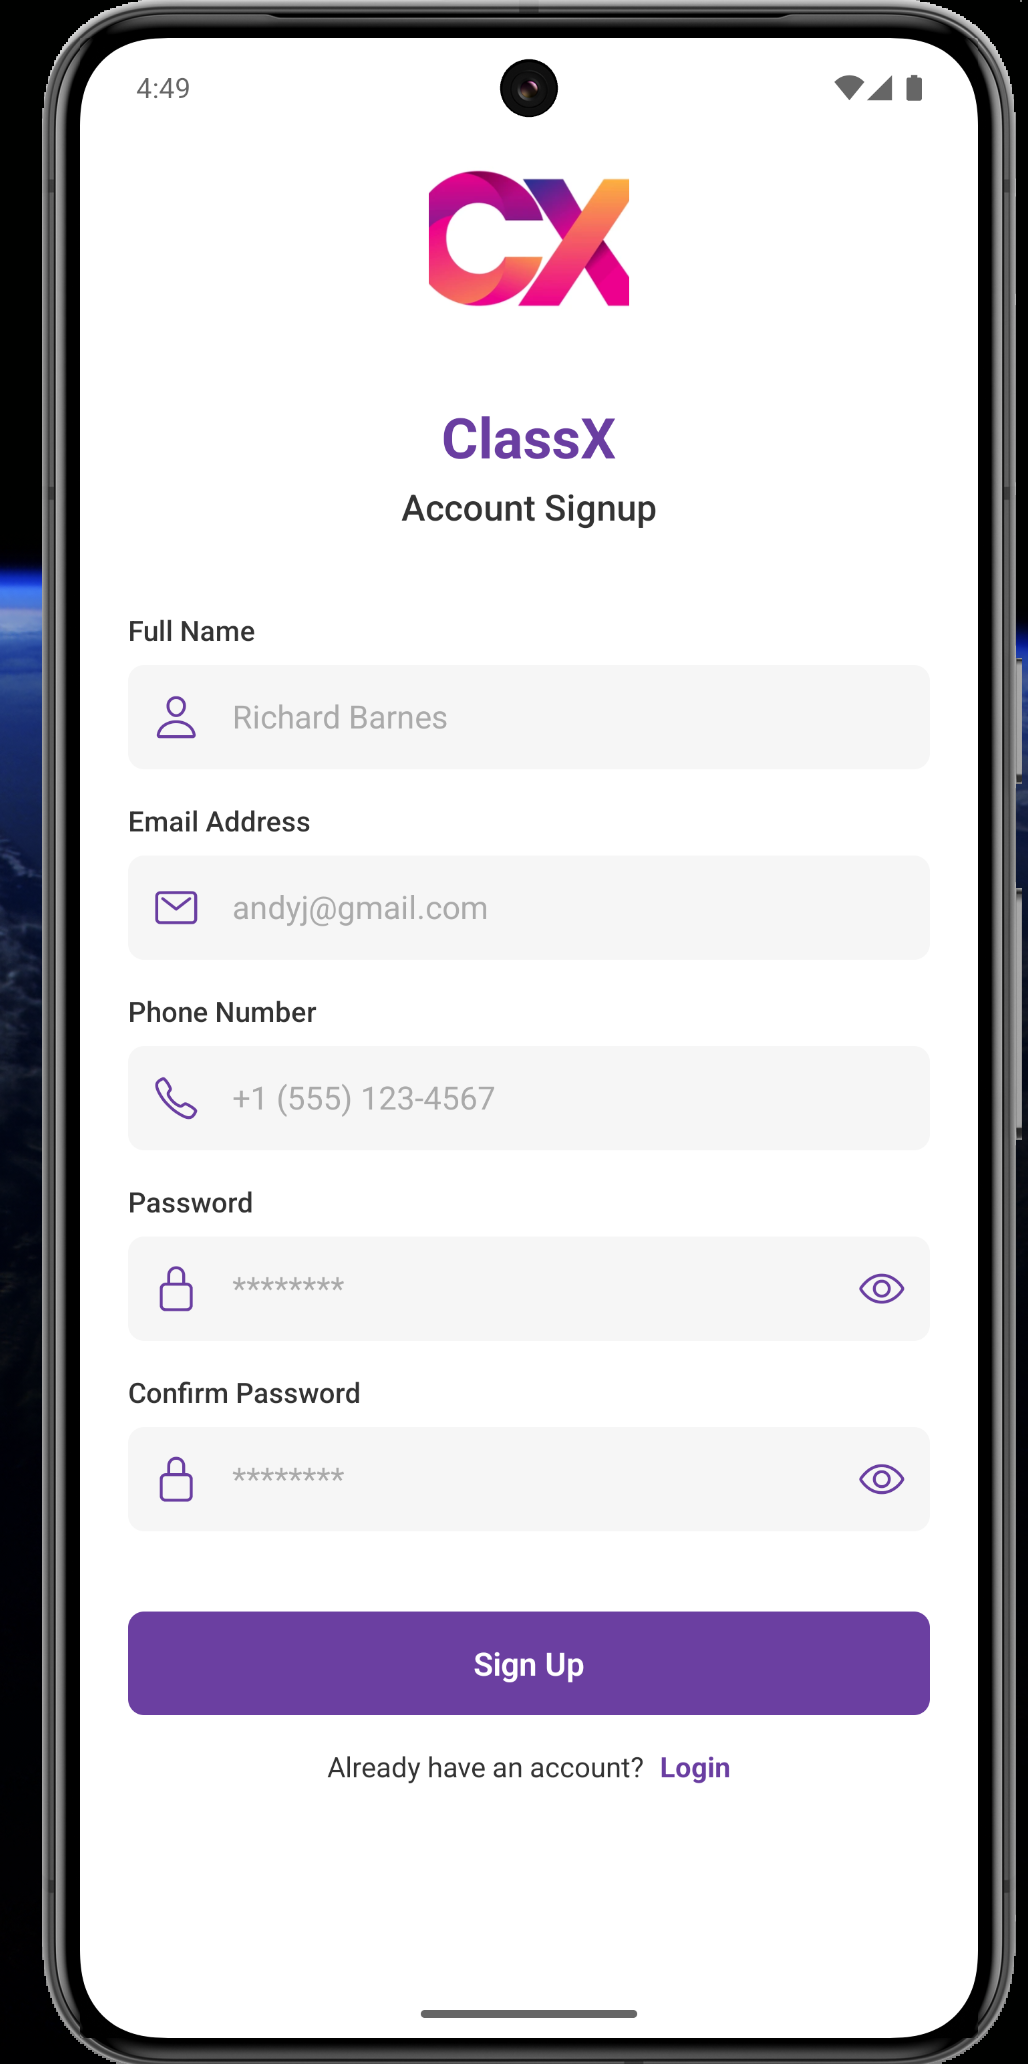 4:49
CX
ClassX
Account Signup
Full Name
Richard Barnes
Email Address
andyj@gmail.com
Phone Number
+1 (555) 123-4567
Password
********
Confirm Password
********
Sign Up
Already have an account? Login